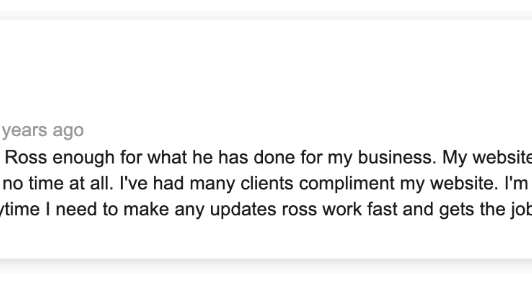 years ago
Ross enough for what he has done for my business. My website
no time at all. I've had many clients compliment my website. I'm
ytime I need to make any updates ross work fast and gets the job